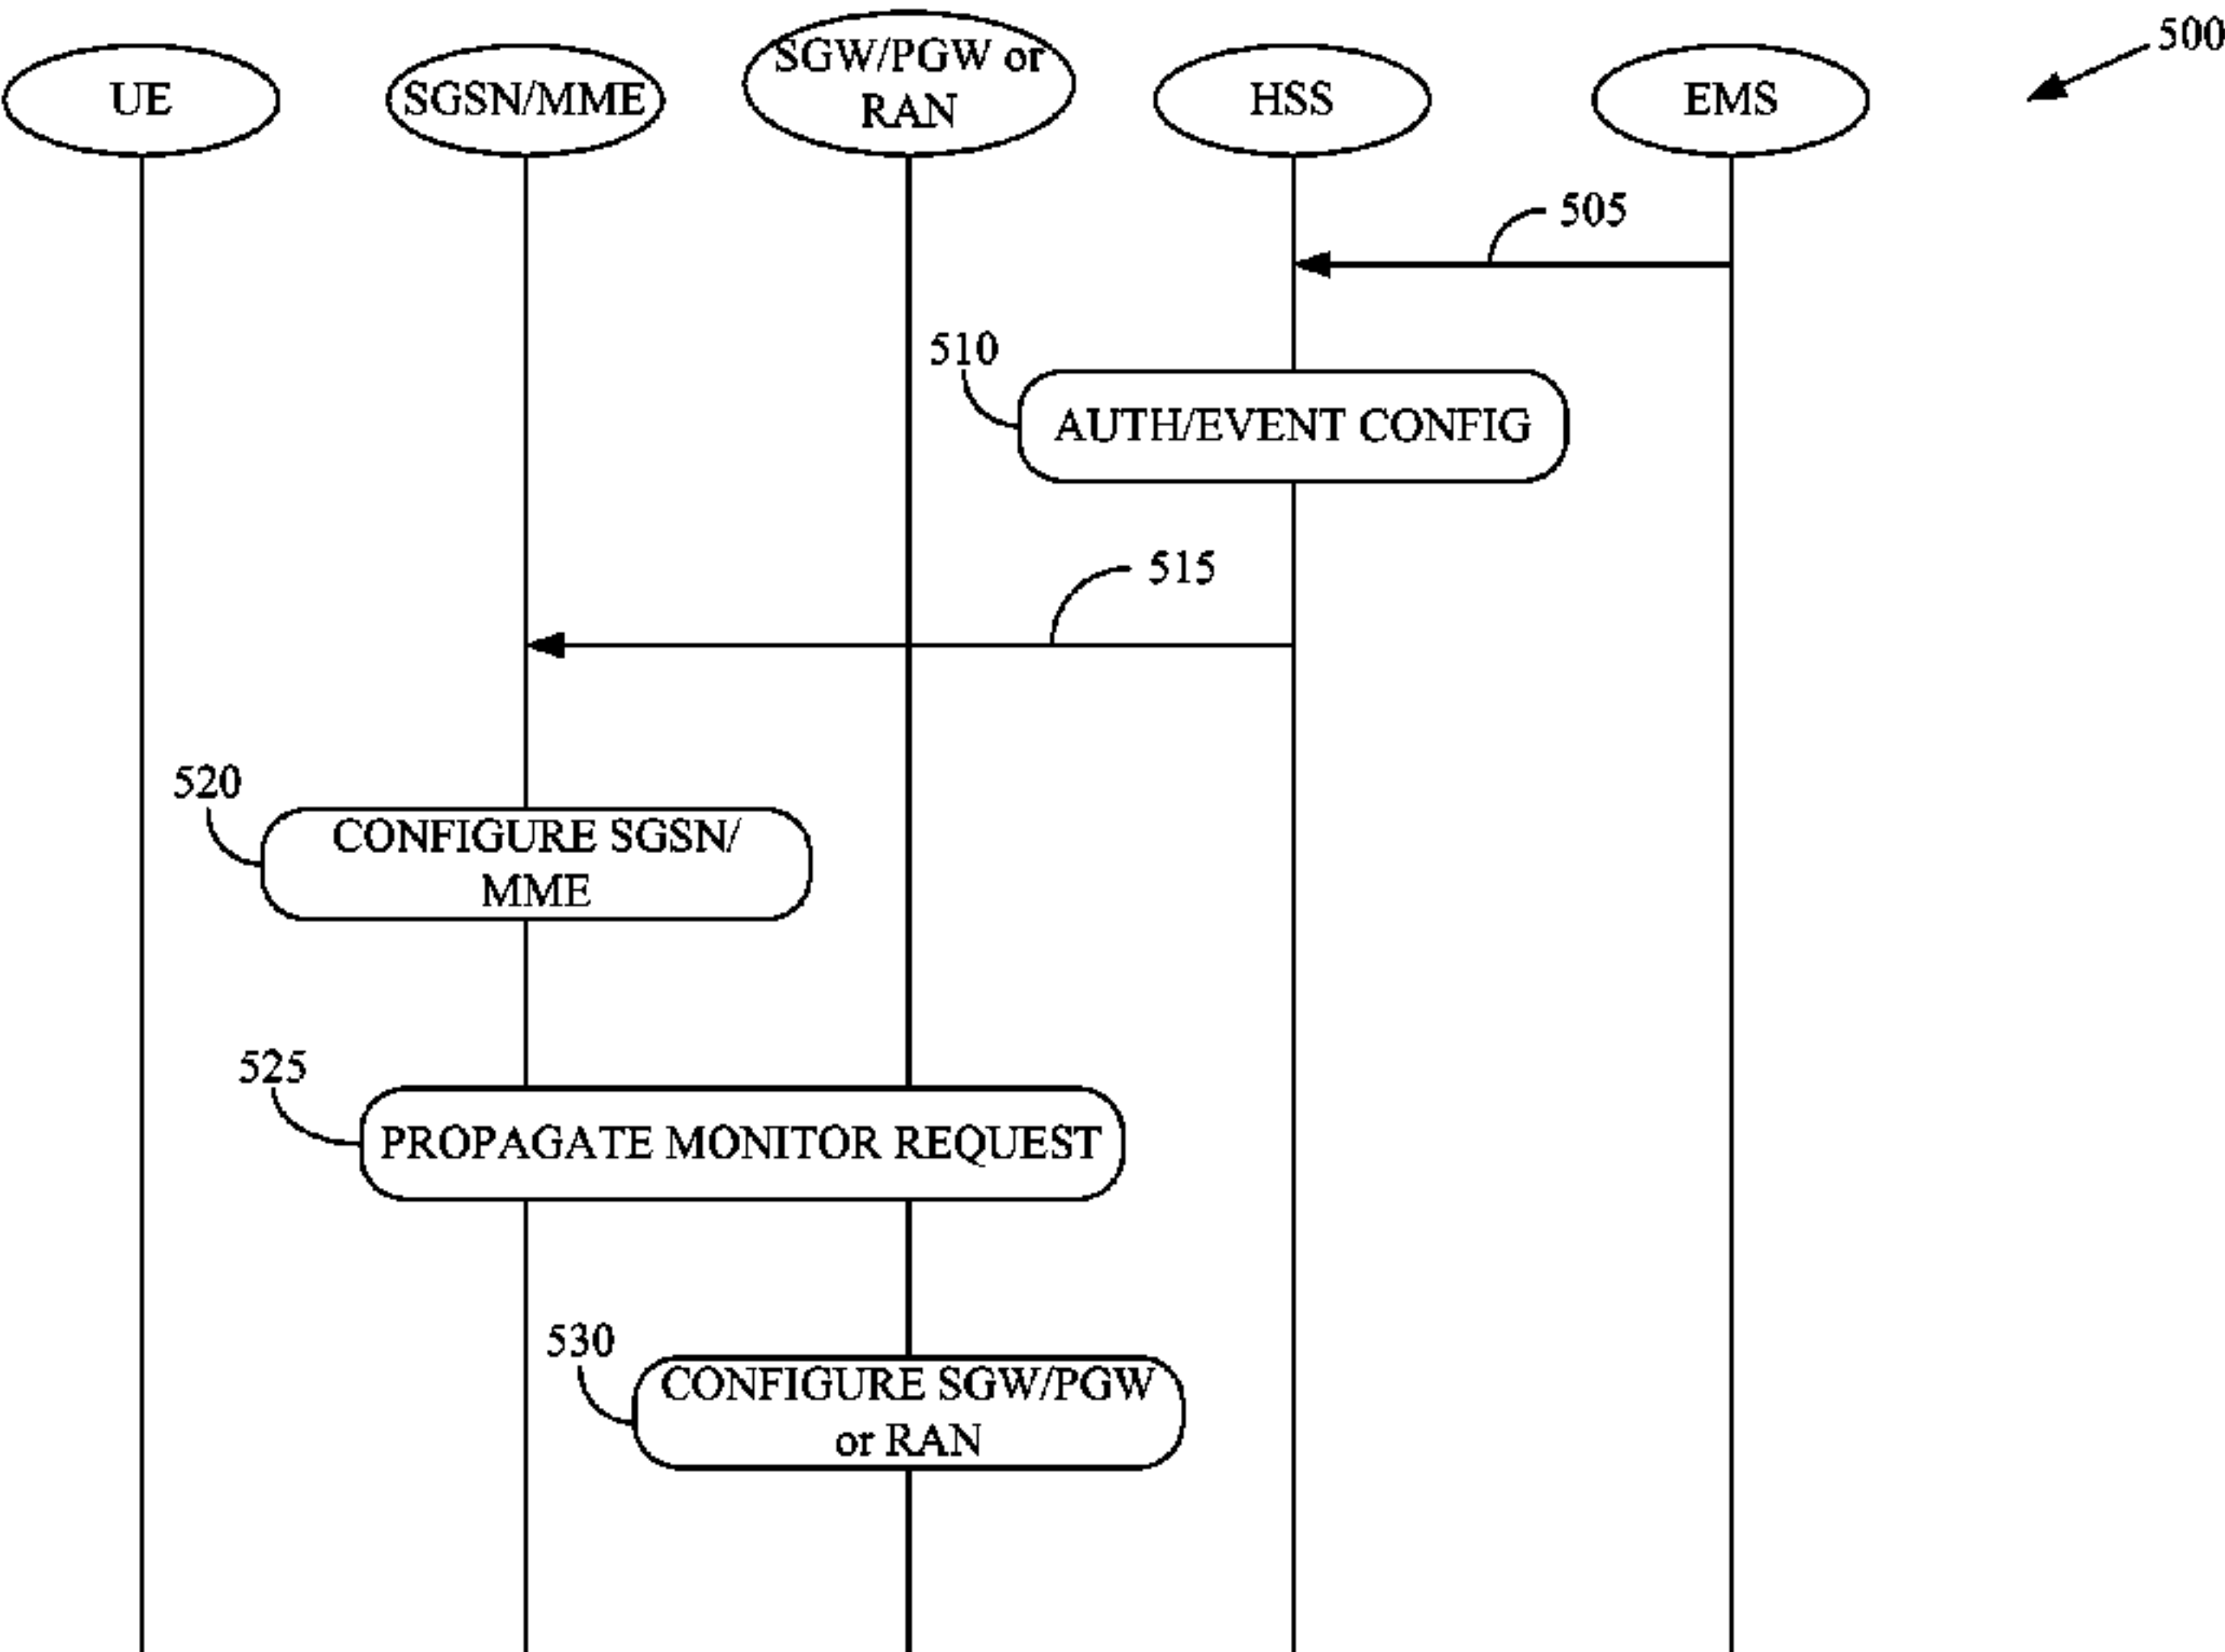 500
UE
SGSN/MME
SGW/PGW or
RAN
HSS
EMS
505
510
AUTH/EVENT CONFIG
515
520
CONFIGURE SGSN/
MME
525
PROPAGATE MONITOR REQUEST
530
CONFIGURE SGW/PGW
or RAN